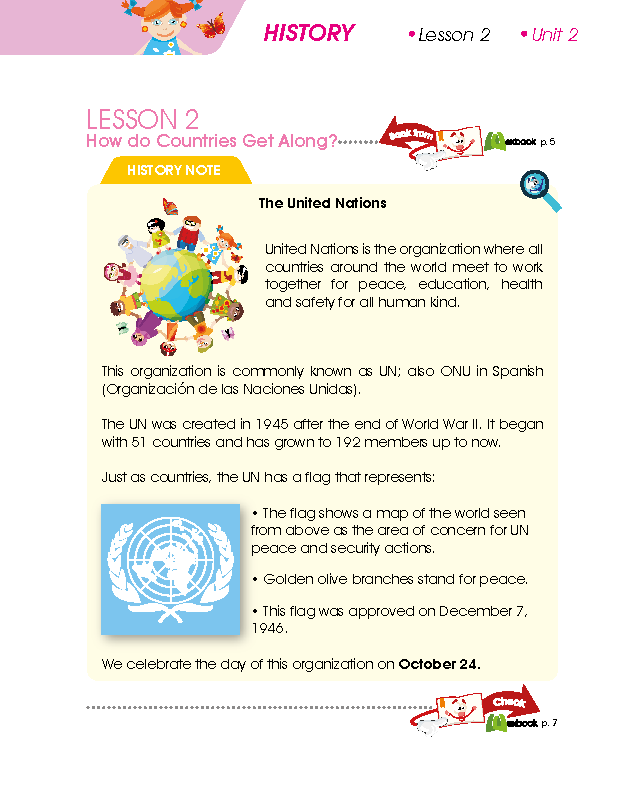 HISTORY
• Lesson 2
• Unit 2
LESSON 2
How do Countries Get Along?
Back from
book p. 5
HISTORY NOTE
The United Nations
United Nations is the organization where all
countries around the world meet to work
together for peace, education, health
and safety for all human kind.
This organization is commonly known as UN; also ONU in Spanish
(Organización de las Naciones Unidas).
The UN was created in 1945 after the end of World War II. It began
with 51 countries and has grown to 192 members up to now.
Just as countries, the UN has a flag that represents:
• The flag shows a map of the world seen
from above as the area of concern for UN
peace and security actions.
• Golden olive branches stand for peace.
• This flag was approved on December 7,
1946.
We celebrate the day of this organization on October 24.
Check
book p. 7